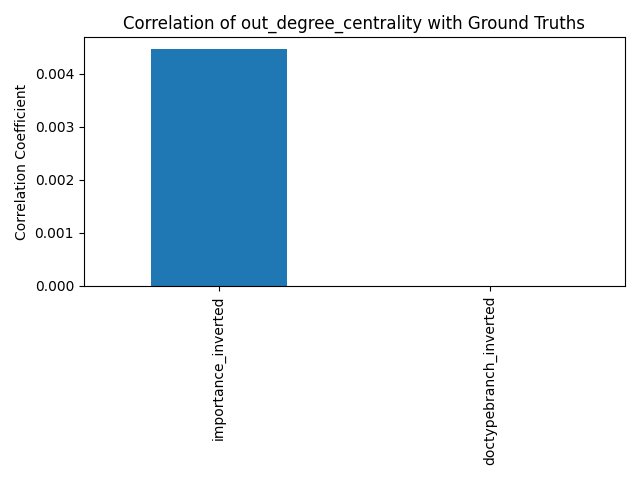 Correlation of out_degree_centrality with Ground Truths
Correlation Coefficient
0.004
0.003
0.002
0.001
0.000
importance_inverted
doctypebranch_inverted